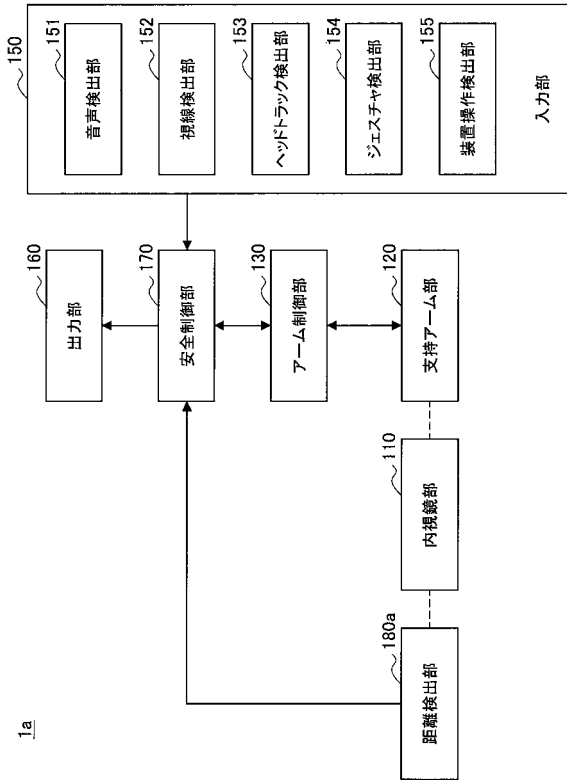 1a
150
151
音声検出部
152
視線検出部
153
ヘッドトラック検出部
154
ジェスチャ検出部
155
装置操作検出部
入力部
160
出力部
170
安全制御部
130
アーム制御部
120
支持アーム部
110
内視鏡部
180a
距離検出部